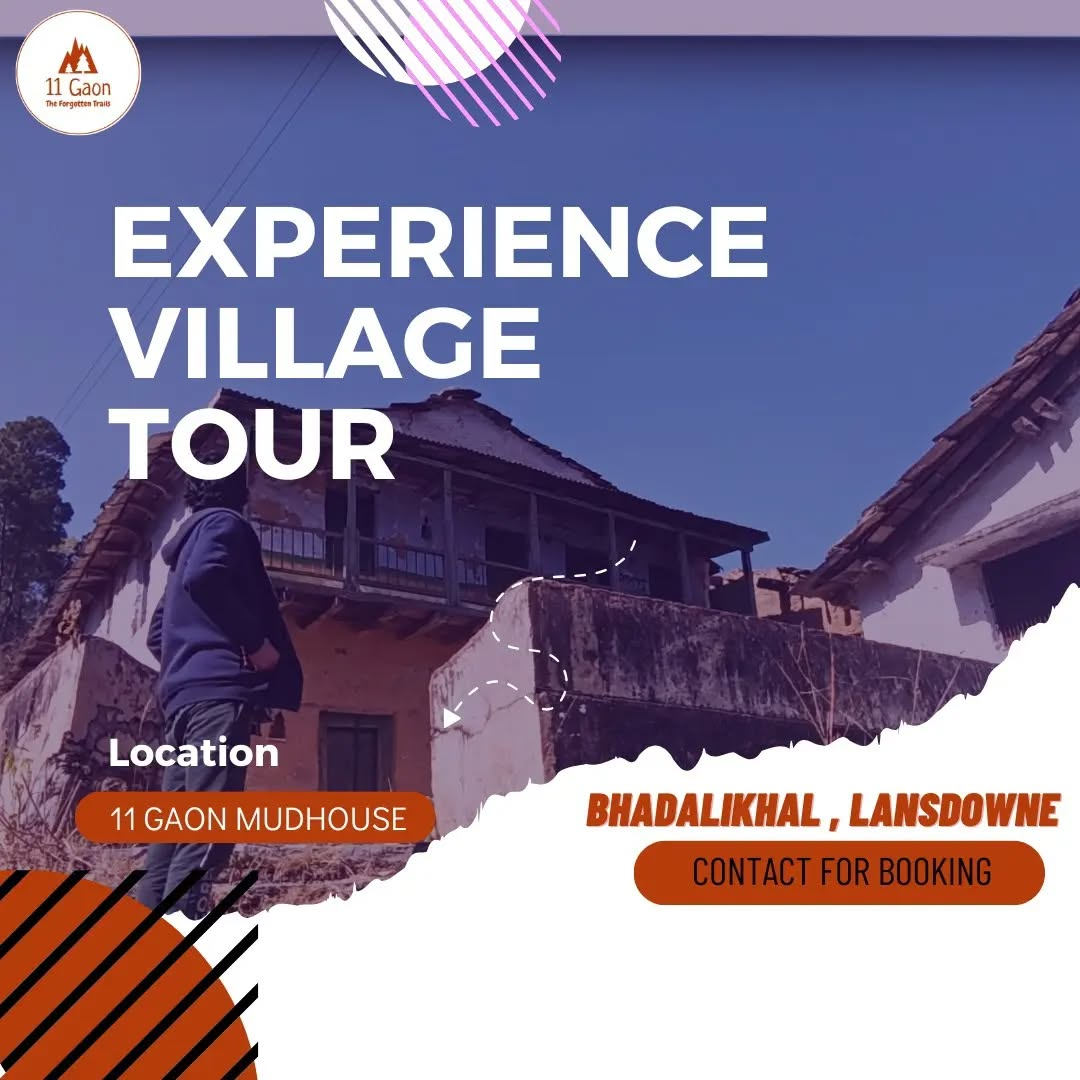 11 Gaon
The Forgotten Trails
EXPERIENCE
VILLAGE
TOUR
Location
11 GAON MUDHOUSE
BHADALIKHAL , LANSDOWNE
CONTACT FOR BOOKING